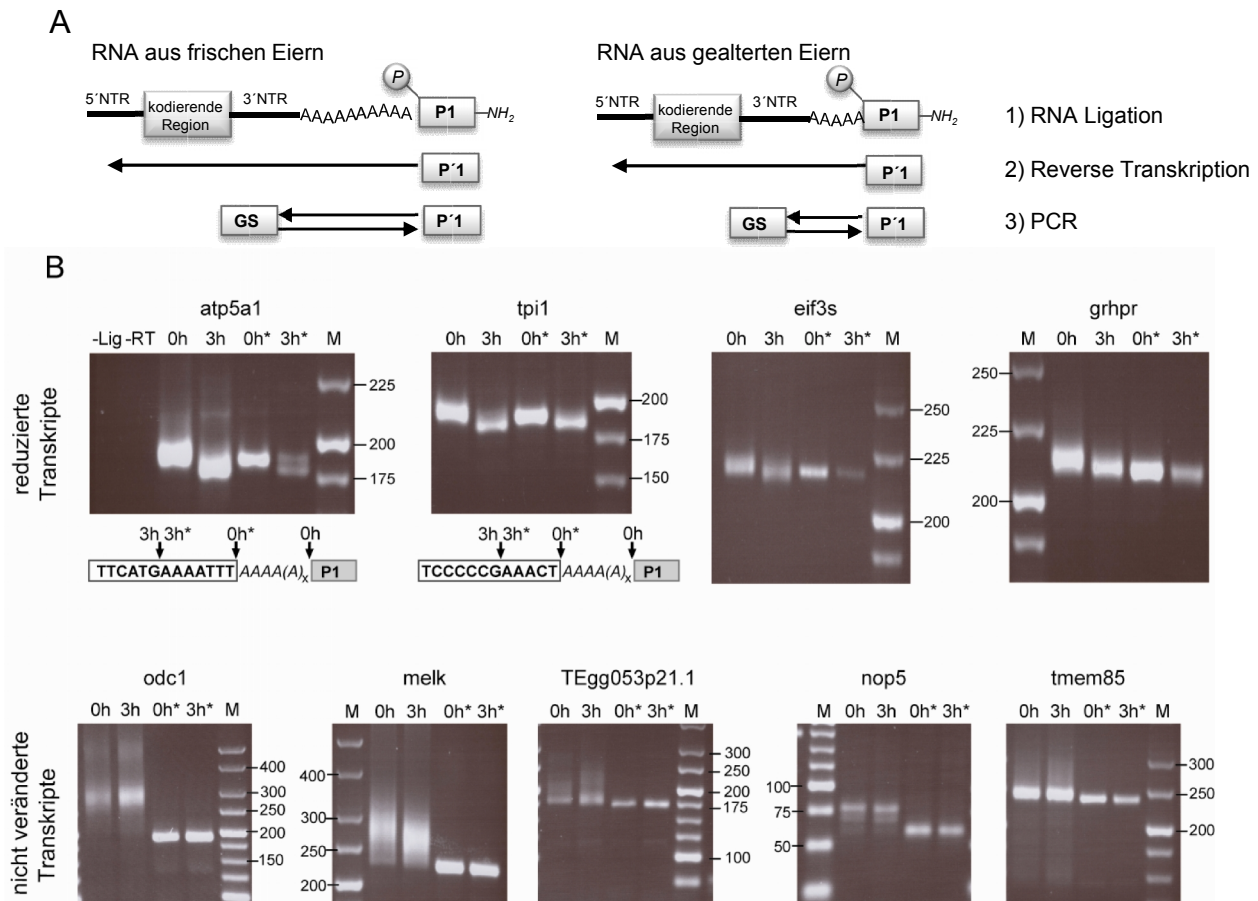 A
RNA aus frischen Eiern
RNA aus gealterten Eiern
5´NTR kodierende Region 3´NTR AAAAAAAAAA P P1 NH2
5´NTR kodierende Region 3´NTR AAAAA P P1 NH2
1) RNA Ligation
P´1
P´1
2) Reverse Transkription
GS P´1
GS P´1
3) PCR
B
reduzierte Transkripte
atp5a1
-Lig -RT 0h 3h 0h* 3h* M
225
200
175
3h 3h* 0h* 0h
TTCATGAAAATTT AAAA(A)x P1
tpi1
0h 3h 0h* 3h* M
200
175
150
3h 3h* 0h* 0h
TCCCCCGAAACT AAAA(A)x P1
eif3s
0h 3h 0h* 3h* M
250
225
200
grhpr
M 0h 3h 0h* 3h*
250
225
200
nicht veränderte Transkripte
odc1
0h 3h 0h* 3h* M
400
300
250
200
150
melk
M 0h 3h 0h* 3h*
400
300
250
200
TEgg053p21.1
0h 3h 0h* 3h* M
300
250
200
175
100
nop5
M 0h 3h 0h* 3h*
100
75
50
tmem85
0h 3h 0h* 3h* M
300
250
200